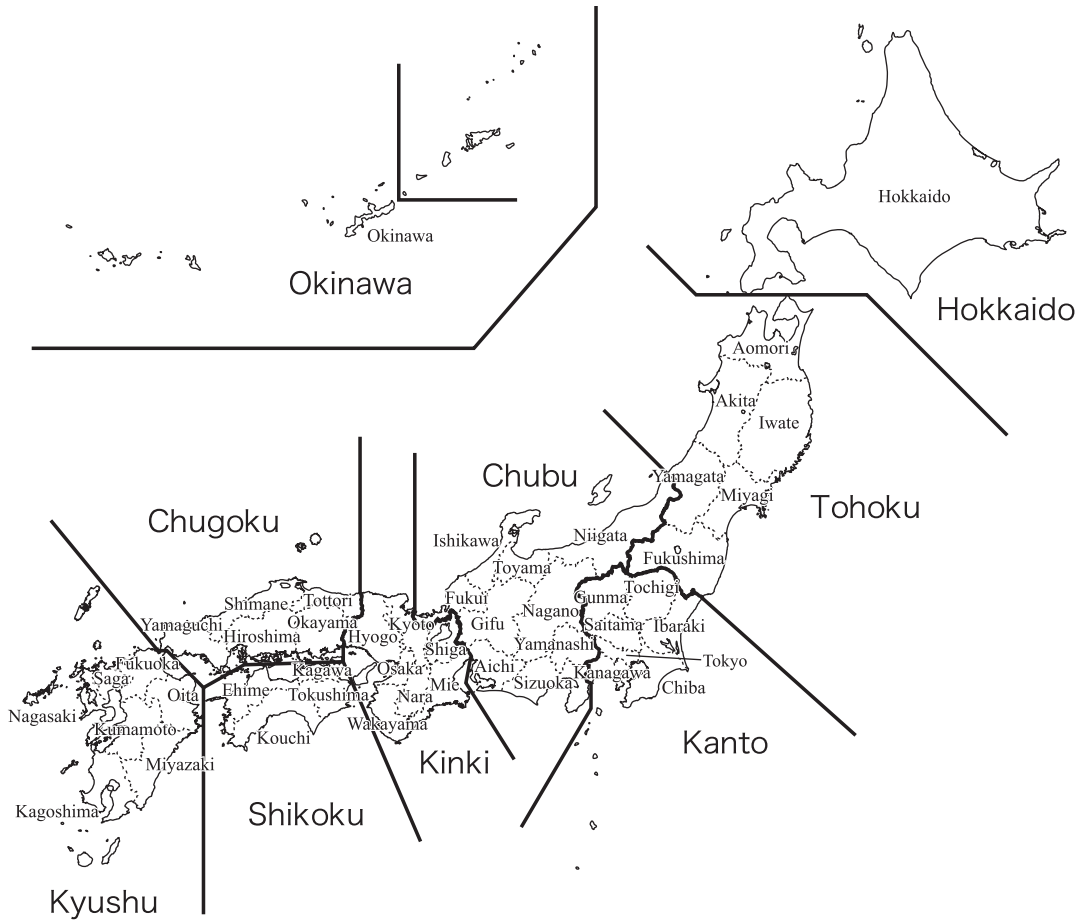 Hokkaido
Okinawa
Okinawa
Hokkaido
Aomori
Akita
Iwate
Chubu
Yamagata
Miyagi
Tohoku
Chugoku
Ishikawa
Niigata
Fukushima
Toyama
Tochigi
Shimane
Tottori
Fukui
Nagano
Gunma
Yamaguchi
Hiroshima
Okayama
Hyogo
Kyoto
Gifu
Saitama
Ibaraki
Shiga
Yamanashi
Fukuoka
Saga
Kagawa
Osaka
Aichi
Kanagawa
Tokyo
Oita
Ehime
Tokushima
Nara
Mie
Sizuoka
Chiba
Nagasaki
Kumamoto
Kouchi
Wakayama
Kanto
Miyazaki
Kinki
Kagoshima
Shikoku
Kyushu